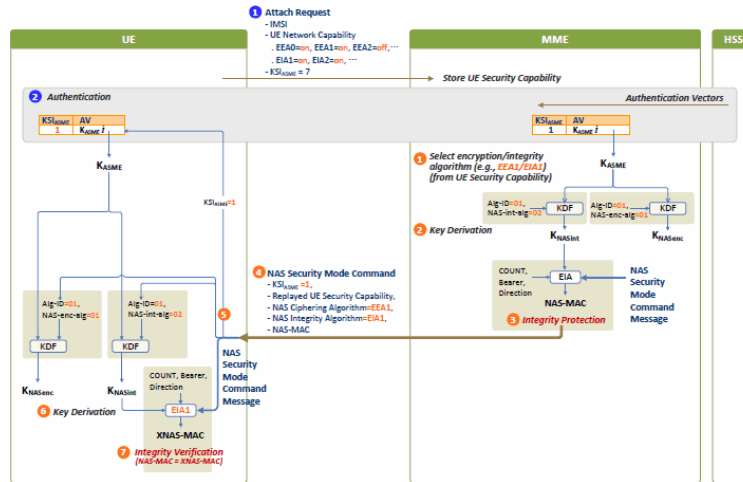 1 Attach Request
- IMSI
- UE Network Capability
. EEA0=on, EEA1=on, EEA2=off,⋯
. EIA1=on, EIA2=on, ⋯
- KSIASME = 7
UE
MME
HSS
Store UE Security Capability
2 Authentication
Authentication Vectors
KSIASME AV
1 KASME i
KSIASME AV
1 KASME i
KASME
KASME
1 Select encryption/integrity
algorithm (e.g., EEA1/EIA1)
(from UE Security Capability)
KSIASME=1
Alg-ID=01,
NAS-int-alg=02
KDF
Alg-ID=01,
NAS-enc-alg=01
KDF
2 Key Derivation
KNASint
KNASenc
4 NAS Security Mode Command
- KSIASME =1,
- Replayed UE Security Capability,
- NAS Ciphering Algorithm=EEA1,
- NAS Integrity Algorithm=EIA1,
- NAS-MAC
COUNT,
Bearer,
Direction
EIA
NAS
Security
Mode
Command
Message
NAS-MAC
3 Integrity Protection
Alg-ID=01,
NAS-enc-alg=01
Alg-ID=01,
NAS-int-alg=02
5
KDF
KDF
KNASenc
KNASint
6 Key Derivation
COUNT, Bearer,
Direction
NAS
Security
Mode
Command
Message
EIA1
XNAS-MAC
7 Integrity Verification
(NAS-MAC = XNAS-MAC)